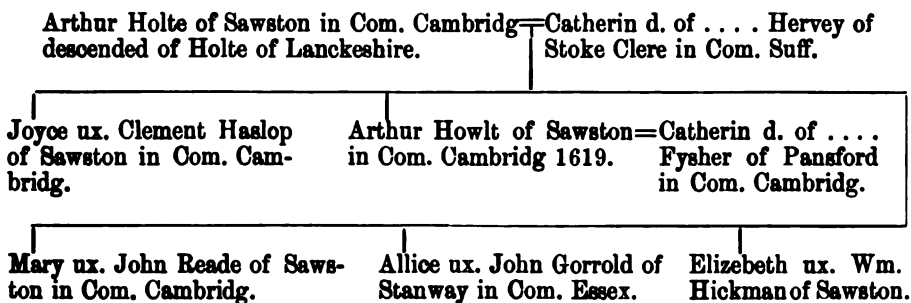 Arthur Holte of Sawston in Com. Cambridg=Catherin d. of .... Hervey of
descended of Holte of Lanckeshire. Stoke Clere in Com. Suff.
Joyce ux. Clement Haslop
of Sawston in Com. Cam-
bridg.
Arthur Howlt of Sawston=Catherin d. of ....
in Com. Cambridg 1619. Fysher of Pansford
in Com. Cambridg.
Mary ux. John Reade of Saws-
ton in Com. Cambridg.
Allice ux. John Gorrold of
Stanway in Com. Essex.
Elizebeth ux. Wm.
Hickman of Sawston.